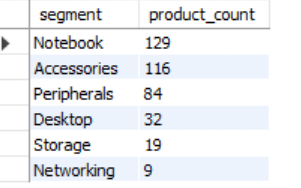 segment product_count
Notebook 129
Accessories 116
Peripherals 84
Desktop 32
Storage 19
Networking 9